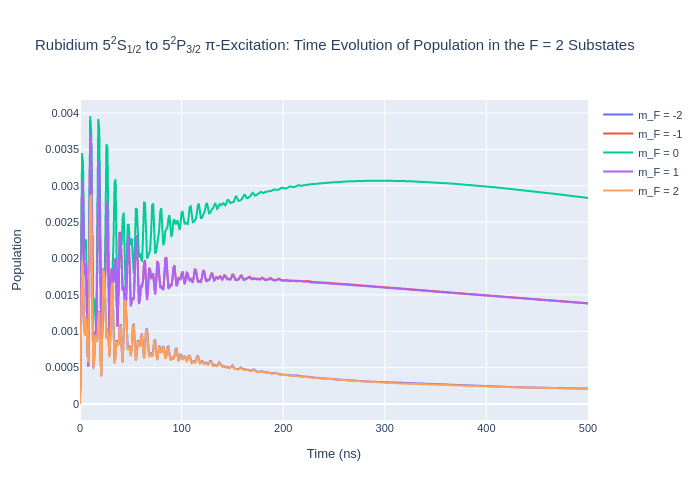 Rubidium 5²S₁/₂ to 5²P₃/₂ π-Excitation: Time Evolution of Population in the F = 2 Substates
m_F = -2
m_F = -1
m_F = 0
m_F = 1
m_F = 2
Population
0.004
0.0035
0.003
0.0025
0.002
0.0015
0.001
0.0005
0
0 100 200 300 400 500
Time (ns)